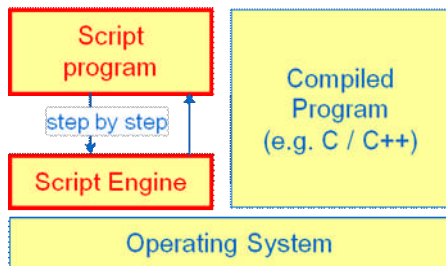 Script
program
step by step
Script Engine
Compiled
Program
(e.g. C / C++)
Operating System